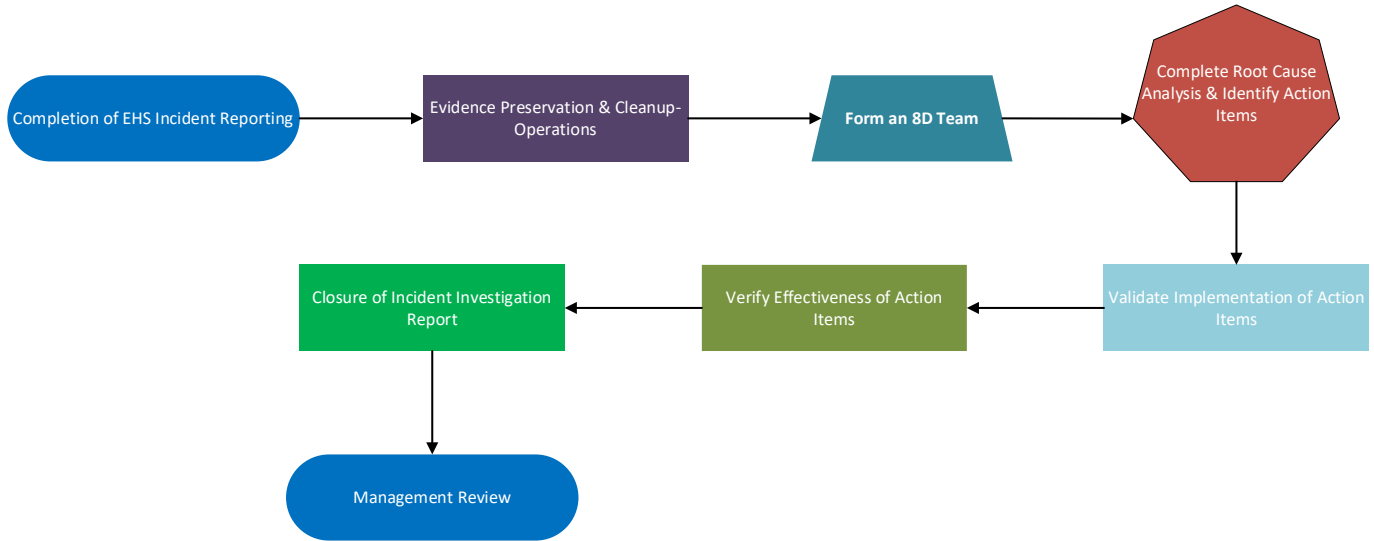 Completion of EHS Incident Reporting
Evidence Preservation & Cleanup-
Operations
Form an 8D Team
Complete Root Cause
Analysis & Identify Action
Items
Validate Implementation of Action
Items
Verify Effectiveness of Action
Items
Closure of Incident Investigation
Report
Management Review